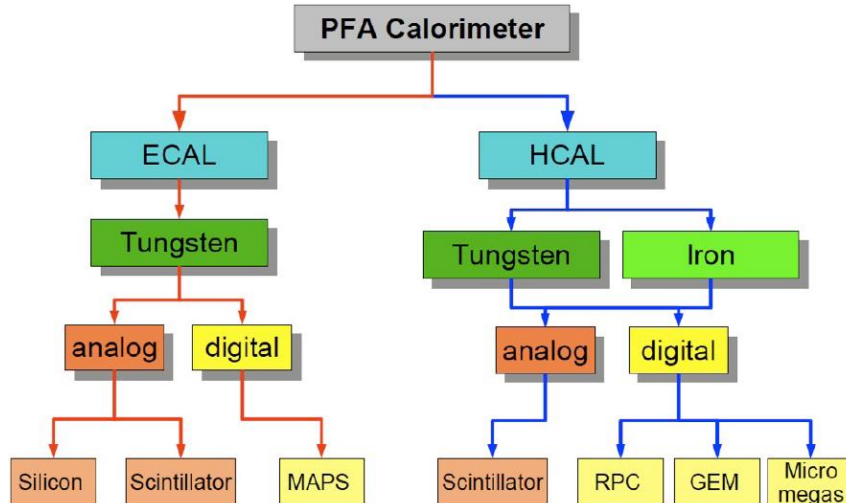 PFA Calorimeter
ECAL
HCAL
Tungsten
Tungsten
Iron
analog
digital
analog
digital
Silicon
Scintillator
MAPS
Scintillator
RPC
GEM
Micro
megas